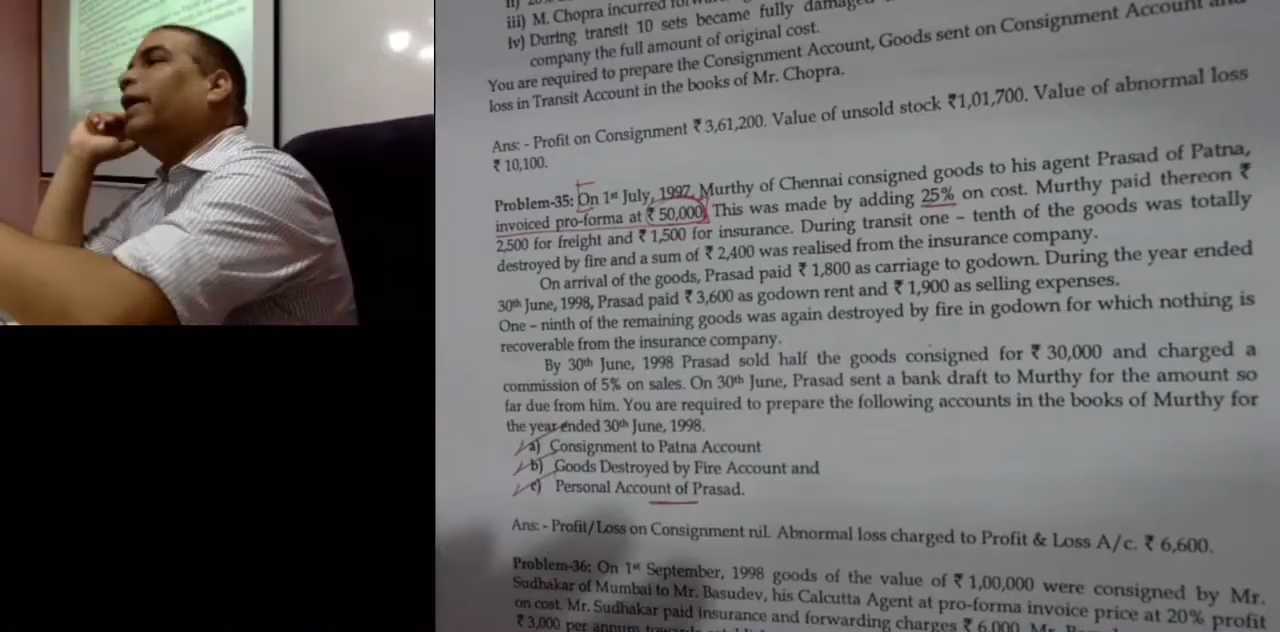 iii) M. Chopra incurred
iv) During transit 10 sets became fully damaged
company the full amount of original cost.
You are required to prepare the Consignment Account, Goods sent on Consignment Account and
loss in Transit Account in the books of Mr. Chopra.
Ans: - Profit on Consignment ₹ 3,61,200. Value of unsold stock ₹1,01,700. Value of abnormal loss
₹ 10,100.
Problem-35: On 1st July, 1997, Murthy of Chennai consigned goods to his agent Prasad of Patna,
invoiced pro-forma at ₹ 50,000. This was made by adding 25% on cost. Murthy paid thereon ₹
2,500 for freight and ₹ 1,500 for insurance. During transit one – tenth of the goods was totally
destroyed by fire and a sum of ₹ 2,400 was realised from the insurance company.
On arrival of the goods, Prasad paid ₹ 1,800 as carriage to godown. During the year ended
30th June, 1998, Prasad paid ₹ 3,600 as godown rent and ₹ 1,900 as selling expenses.
One – ninth of the remaining goods was again destroyed by fire in godown for which nothing is
recoverable from the insurance company.
By 30th June, 1998 Prasad sold half the goods consigned for ₹ 30,000 and charged a
commission of 5% on sales. On 30th June, Prasad sent a bank draft to Murthy for the amount so
far due from him. You are required to prepare the following accounts in the books of Murthy for
the year ended 30th June, 1998.
a) Consignment to Patna Account
b) Goods Destroyed by Fire Account and
c) Personal Account of Prasad.
Ans: - Profit/Loss on Consignment nil. Abnormal loss charged to Profit & Loss A/c. ₹ 6,600.
Problem-36: On 1st September, 1998 goods of the value of ₹ 1,00,000 were consigned by Mr.
Sudhakar of Mumbai to Mr. Basudev, his Calcutta Agent at pro-forma invoice price at 20% profit
on cost. Mr. Sudhakar paid insurance and forwarding charges ₹ 6,000. Mr.
₹ 3,000 per annum towards